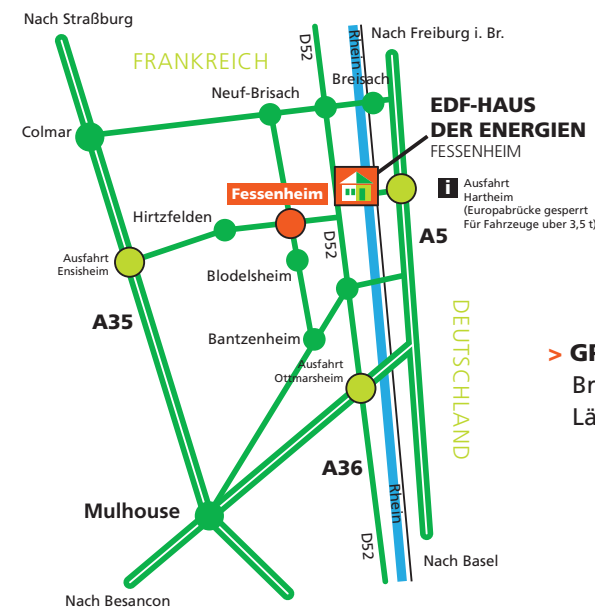 Nach Straßburg
D52
Rhein
Nach Freiburg i. Br.
FRANKREICH
Breisach
Neuf-Brisach
EDF-HAUS
DER ENERGIEN
FESSENHEIM
Colmar
Fessenheim
i
Ausfahrt
Hartheim
(Europabrücke gesperrt
Für Fahrzeuge uber 3,5 t)
Hirtzfelden
A5
D52
Ausfahrt
Ensisheim
Blodelsheim
A35
DEUTSCHLAND
Bantzenheim
Ausfahrt
Ottmarsheim
>
Br
Lä
A36
Rhein
Mulhouse
D52
Nach Basel
Nach Besancon